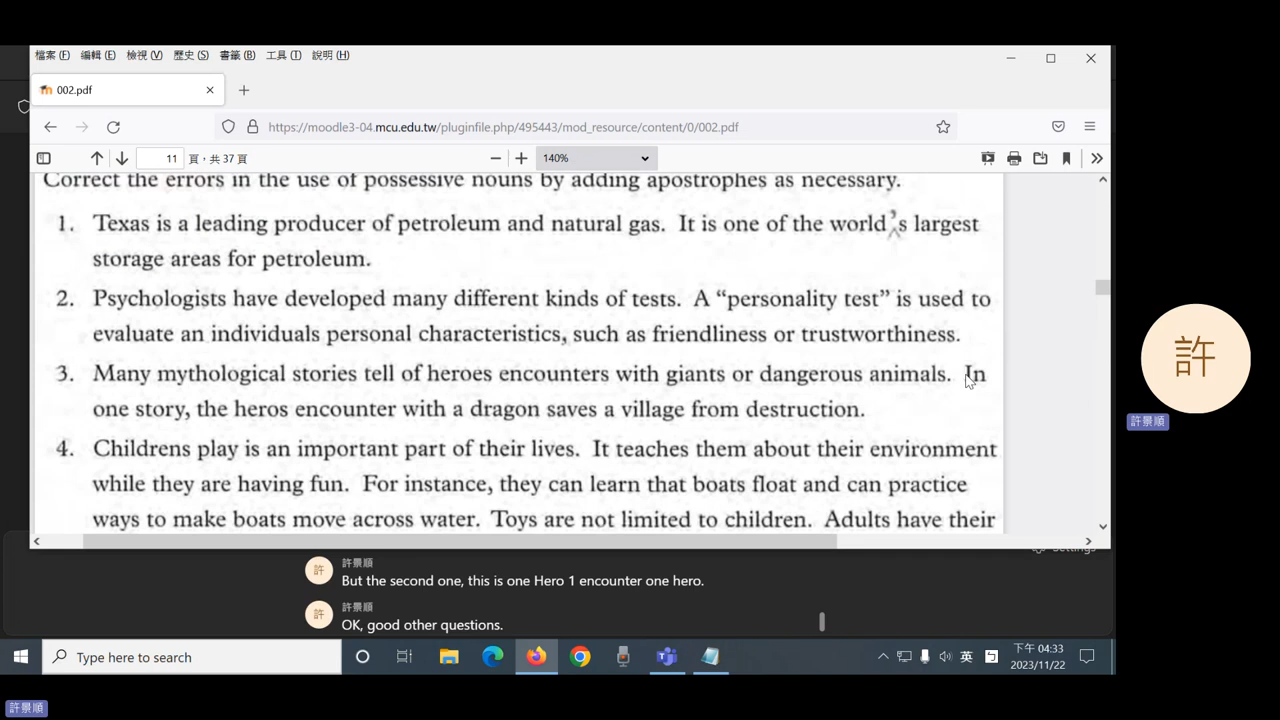 檔案 (F) 編輯 (E) 檢視 (V) 歷史 (S) 書籤 (B) 工具 (T) 說明 (H)
002.pdf
https://moodle3-04.mcu.edu.tw/pluginfile.php/495443/mod_resource/content/0/002.pdf
11 頁，共 37 頁
140%
Correct the errors in the use of possessive nouns by adding apostrophes as necessary.
1. Texas is a leading producer of petroleum and natural gas. It is one of the world's largest
storage areas for petroleum.
2. Psychologists have developed many different kinds of tests. A “personality test” is used to
evaluate an individuals personal characteristics, such as friendliness or trustworthiness.
3. Many mythological stories tell of heroes encounters with giants or dangerous animals. In
one story, the heros encounter with a dragon saves a village from destruction.
4. Childrens play is an important part of their lives. It teaches them about their environment
while they are having fun. For instance, they can learn that boats float and can practice
ways to make boats move across water. Toys are not limited to children. Adults have their
許
許景順
Settings
許
許景順
But the second one, this is one Hero 1 encounter one hero.
許
許景順
OK, good other questions.
Type here to search
英
下午 04:33
2023/11/22
許景順